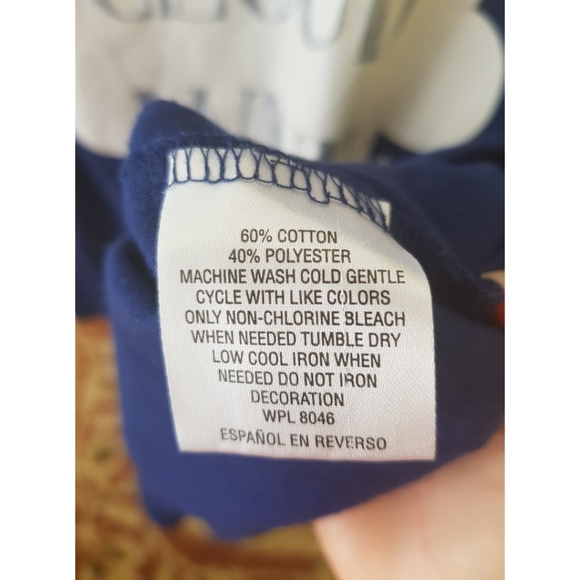 60% COTTON
40% POLYESTER
MACHINE WASH COLD GENTLE
CYCLE WITH LIKE COLORS
ONLY NON-CHLORINE BLEACH
WHEN NEEDED TUMBLE DRY
LOW COOL IRON WHEN
NEEDED DO NOT IRON
DECORATION
WPL 8046
ESPAÑOL EN REVERSO